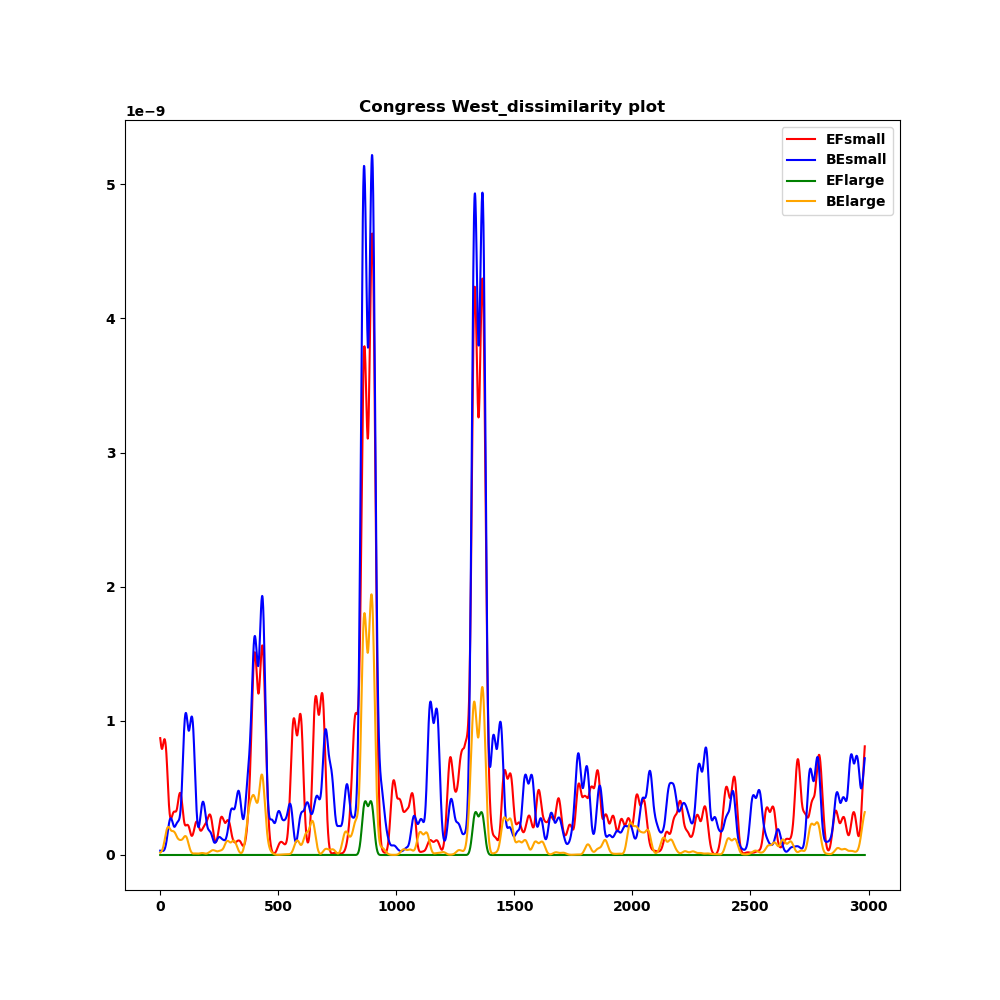 Congress West_dissimilarity plot
1e−9
EFsmall
BEsmall
EFlarge
BElarge
5
4
3
2
1
0
0 500 1000 1500 2000 2500 3000